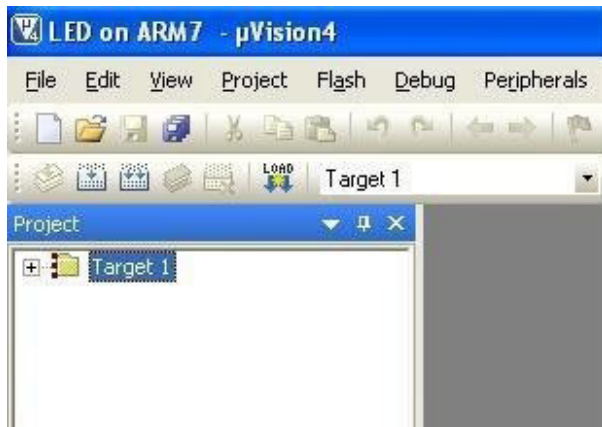 LED on ARM7 - µVision4
File Edit View Project Flash Debug Peripherals
LOAD Target 1
Project
Target 1